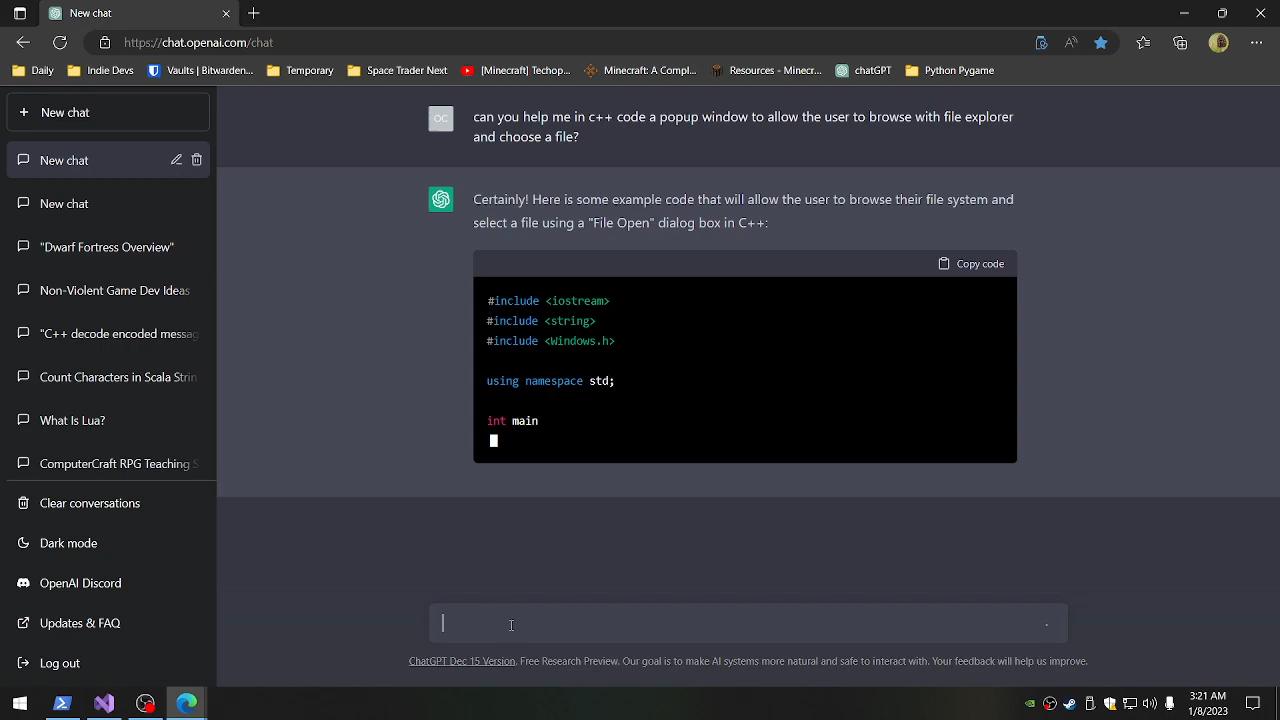 New chat
https://chat.openai.com/chat
Daily
Indie Devs
Vaults | Bitwarden...
Temporary
Space Trader Next
[Minecraft] Techop...
Minecraft: A Compl...
Resources - Minecr...
chatGPT
Python Pygame
New chat
New chat
New chat
"Dwarf Fortress Overview"
Non-Violent Game Dev Ideas
"C++ decode encoded messag
Count Characters in Scala Strin
What Is Lua?
ComputerCraft RPG Teaching S
Clear conversations
Dark mode
OpenAI Discord
Updates & FAQ
Log out
OC
can you help me in c++ code a popup window to allow the user to browse with file explorer
and choose a file?
Certainly! Here is some example code that will allow the user to browse their file system and
select a file using a "File Open" dialog box in C++:
Copy code
#include <iostream>
#include <string>
#include <Windows.h>
using namespace std;
int main
ChatGPT Dec 15 Version. Free Research Preview. Our goal is to make AI systems more natural and safe to interact with. Your feedback will help us improve.
3:21 AM
1/8/2023